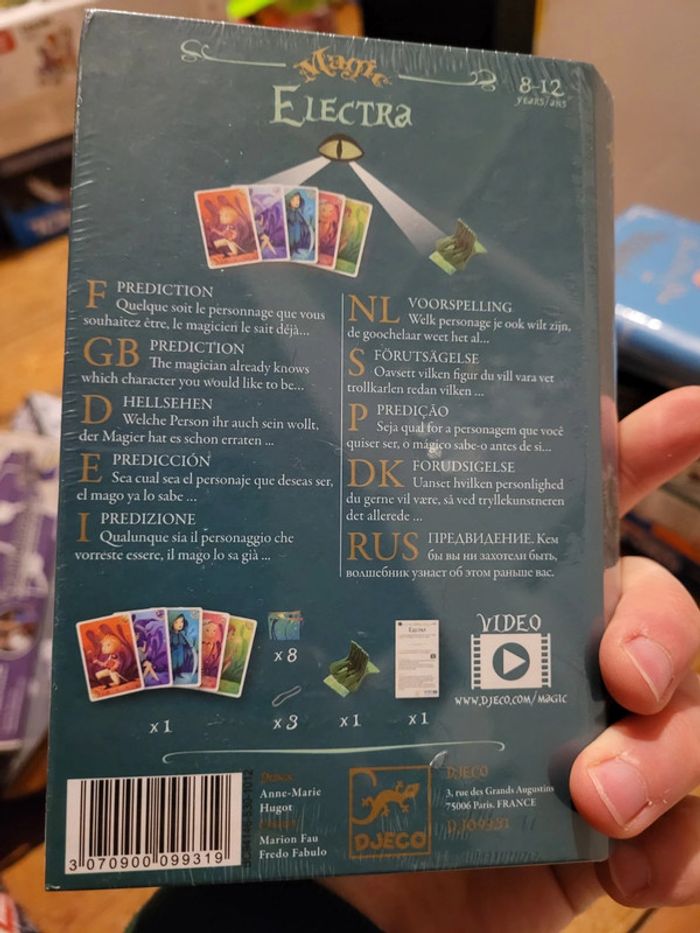 Magic
Electra
8-12
years/ans
F PREDICTION
Quelque soit le personnage que vous
souhaitez être, le magicien le sait déjà...
GB PREDICTION
The magician already knows
which character you would like to be...
D HELLSEHEN
Welche Person ihr auch sein wollt,
der Magier hat es schon erraten ...
E PREDICCIÓN
Sea cual sea el personaje que deseas ser,
el mago ya lo sabe ...
I PREDIZIONE
Qualunque sia il personaggio che
vorreste essere, il mago lo sa già ...
NL VOORSPELLING
Welk personage je ook wilt zijn,
de goochelaar weet het al...
S FÖRUTSÄGELSE
Oavsett vilken figur du vill vara vet
trollkarlen redan vilken ...
P PREDIÇÃO
Seja qual for a personagem que você
quiser ser, o mágico sabe-o antes de si...
DK FORUDSIGELSE
Uanset hvilken personlighed
du gerne vil være, så ved tryllekunstneren
det allerede ...
RUS ПРЕДВИДЕНИЕ. Кем
бы вы ни захотели быть,
волшебник узнает об этом раньше вас.
x 1
x 8
x 3
x 1
Electra
x 1
VIDEO
www.djeco.com/magic
3 070900 099319
Anne-Marie
Hugot
Marion Fau
Fredo Fabulo
DJECO
DJECO
3, rue des Grands Augustins
75006 Paris. FRANCE
DJ09931